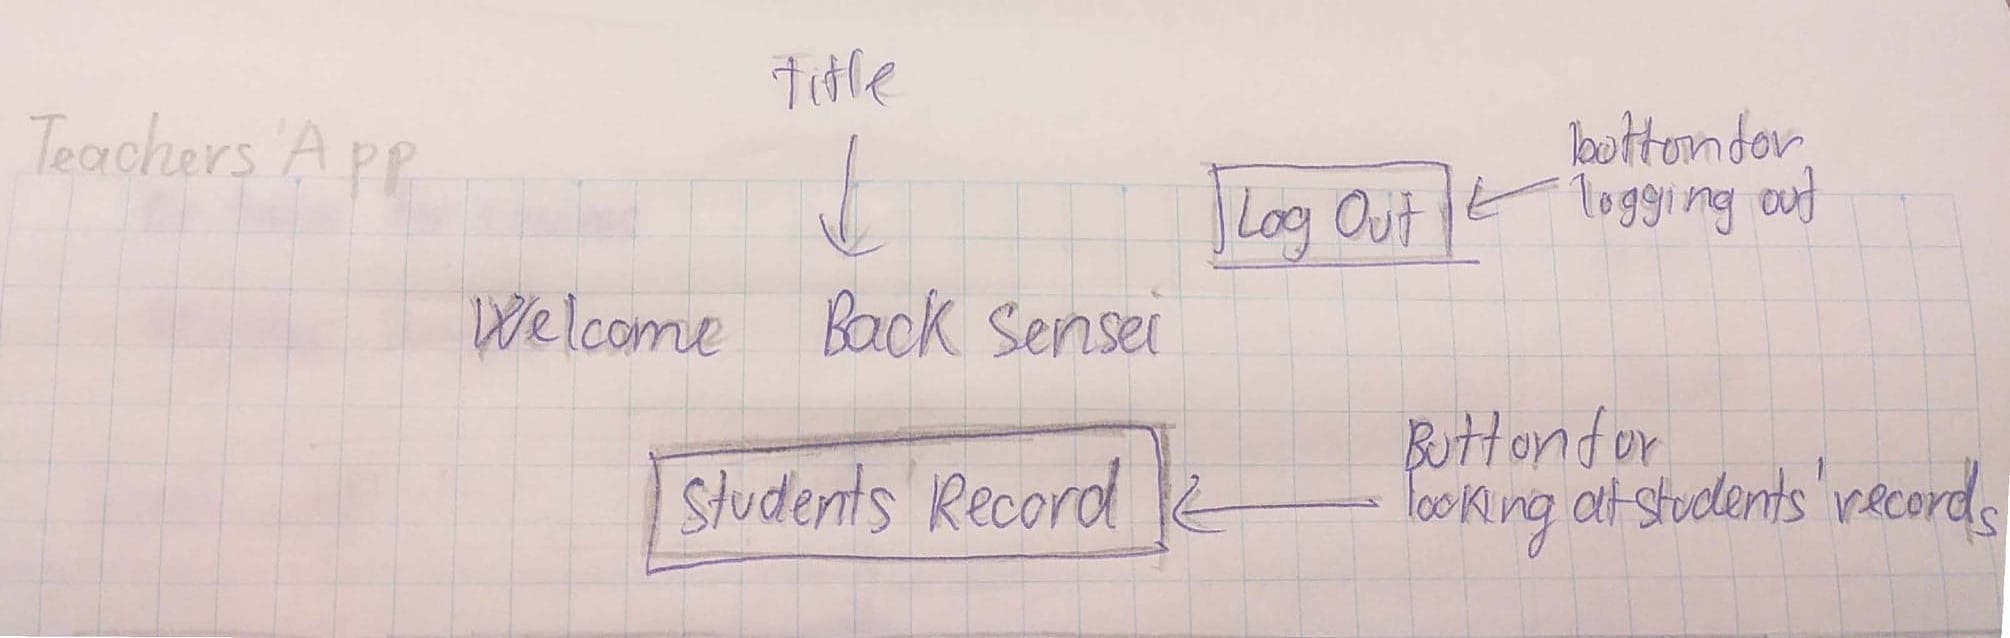 Title
Teachers' App
button for
logging out
Log Out
Welcome Back Sensei
Students Record
Button for
looking at students' records